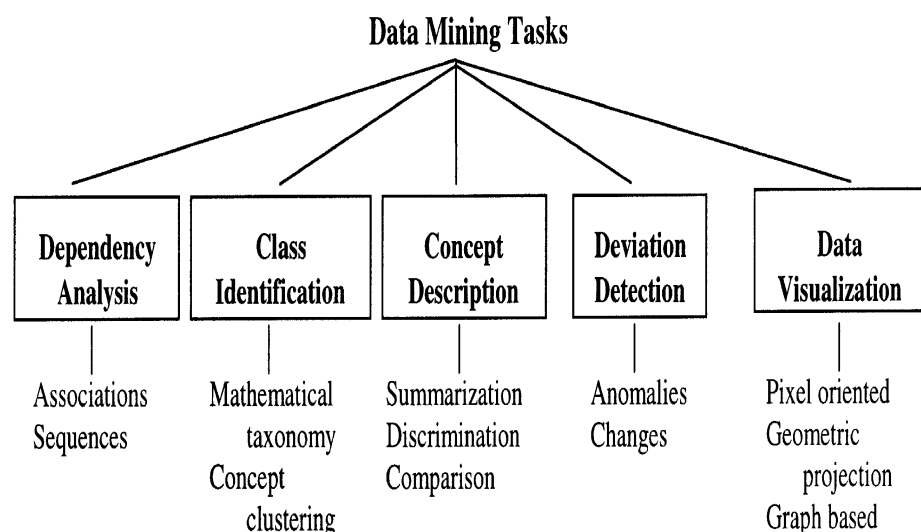 Data Mining Tasks
Dependency
Analysis
Class
Identification
Concept
Description
Deviation
Detection
Data
Visualization
Associations
Sequences
Mathematical
taxonomy
Concept
clustering
Summarization
Discrimination
Comparison
Anomalies
Changes
Pixel oriented
Geometric
projection
Graph based